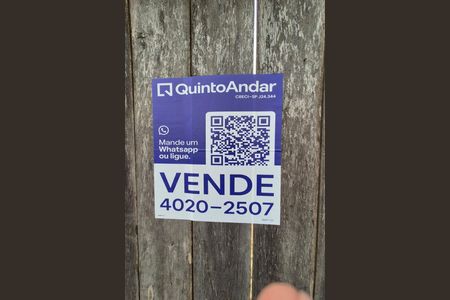 QuintoAndar
CRECI-SP J24.344
Mande um
Whatsapp
ou ligue.
VENDE
4020-2507